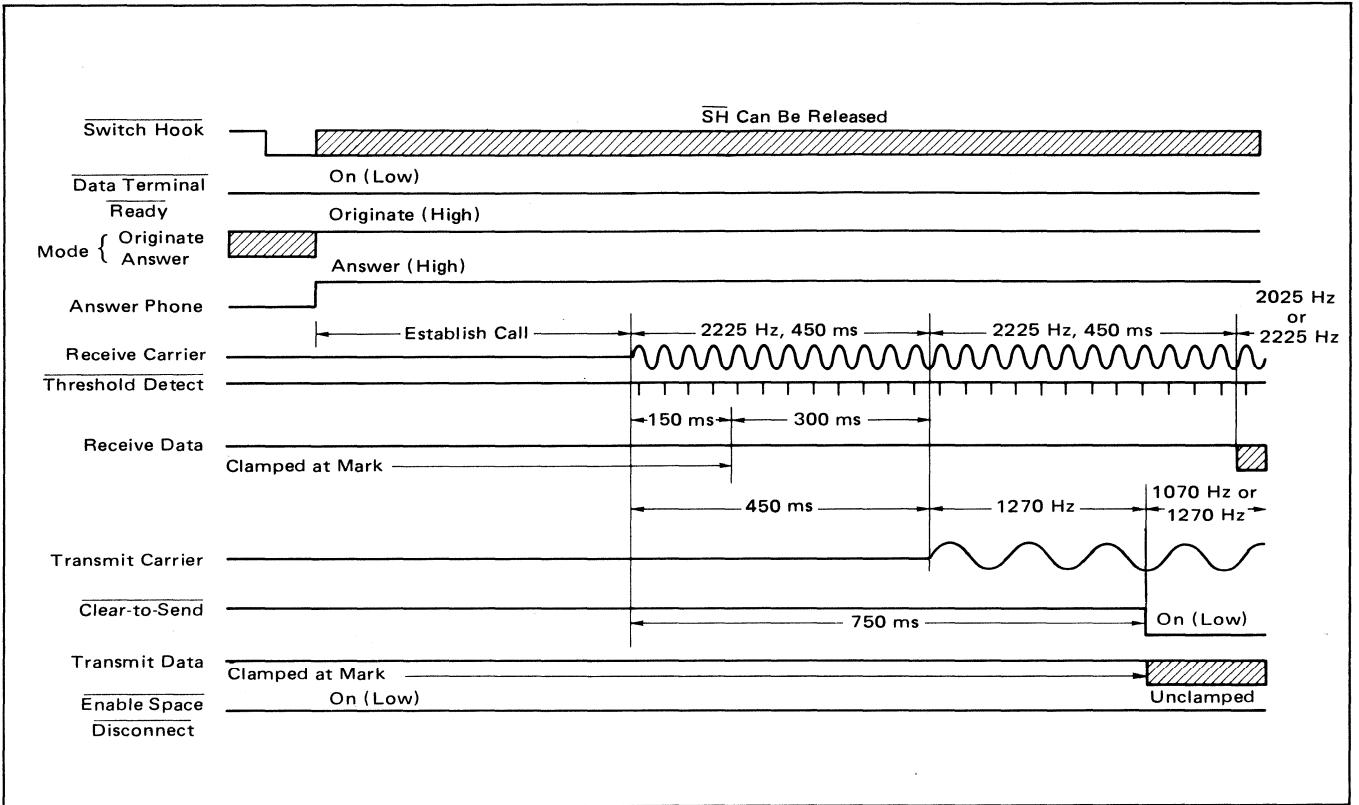 SH Can Be Released
Switch Hook
On (Low)
Data Terminal
Ready
Originate (High)
Mode { Originate
Answer
Answer (High)
Answer Phone
2025 Hz
or
2225 Hz
Establish Call
2225 Hz, 450 ms
2225 Hz, 450 ms
Receive Carrier
Threshold Detect
150 ms
300 ms
Receive Data
Clamped at Mark
450 ms
1270 Hz
1070 Hz or
1270 Hz
Transmit Carrier
Clear-to-Send
750 ms
On (Low)
Transmit Data
Clamped at Mark
Unclamped
Enable Space
Disconnect
On (Low)